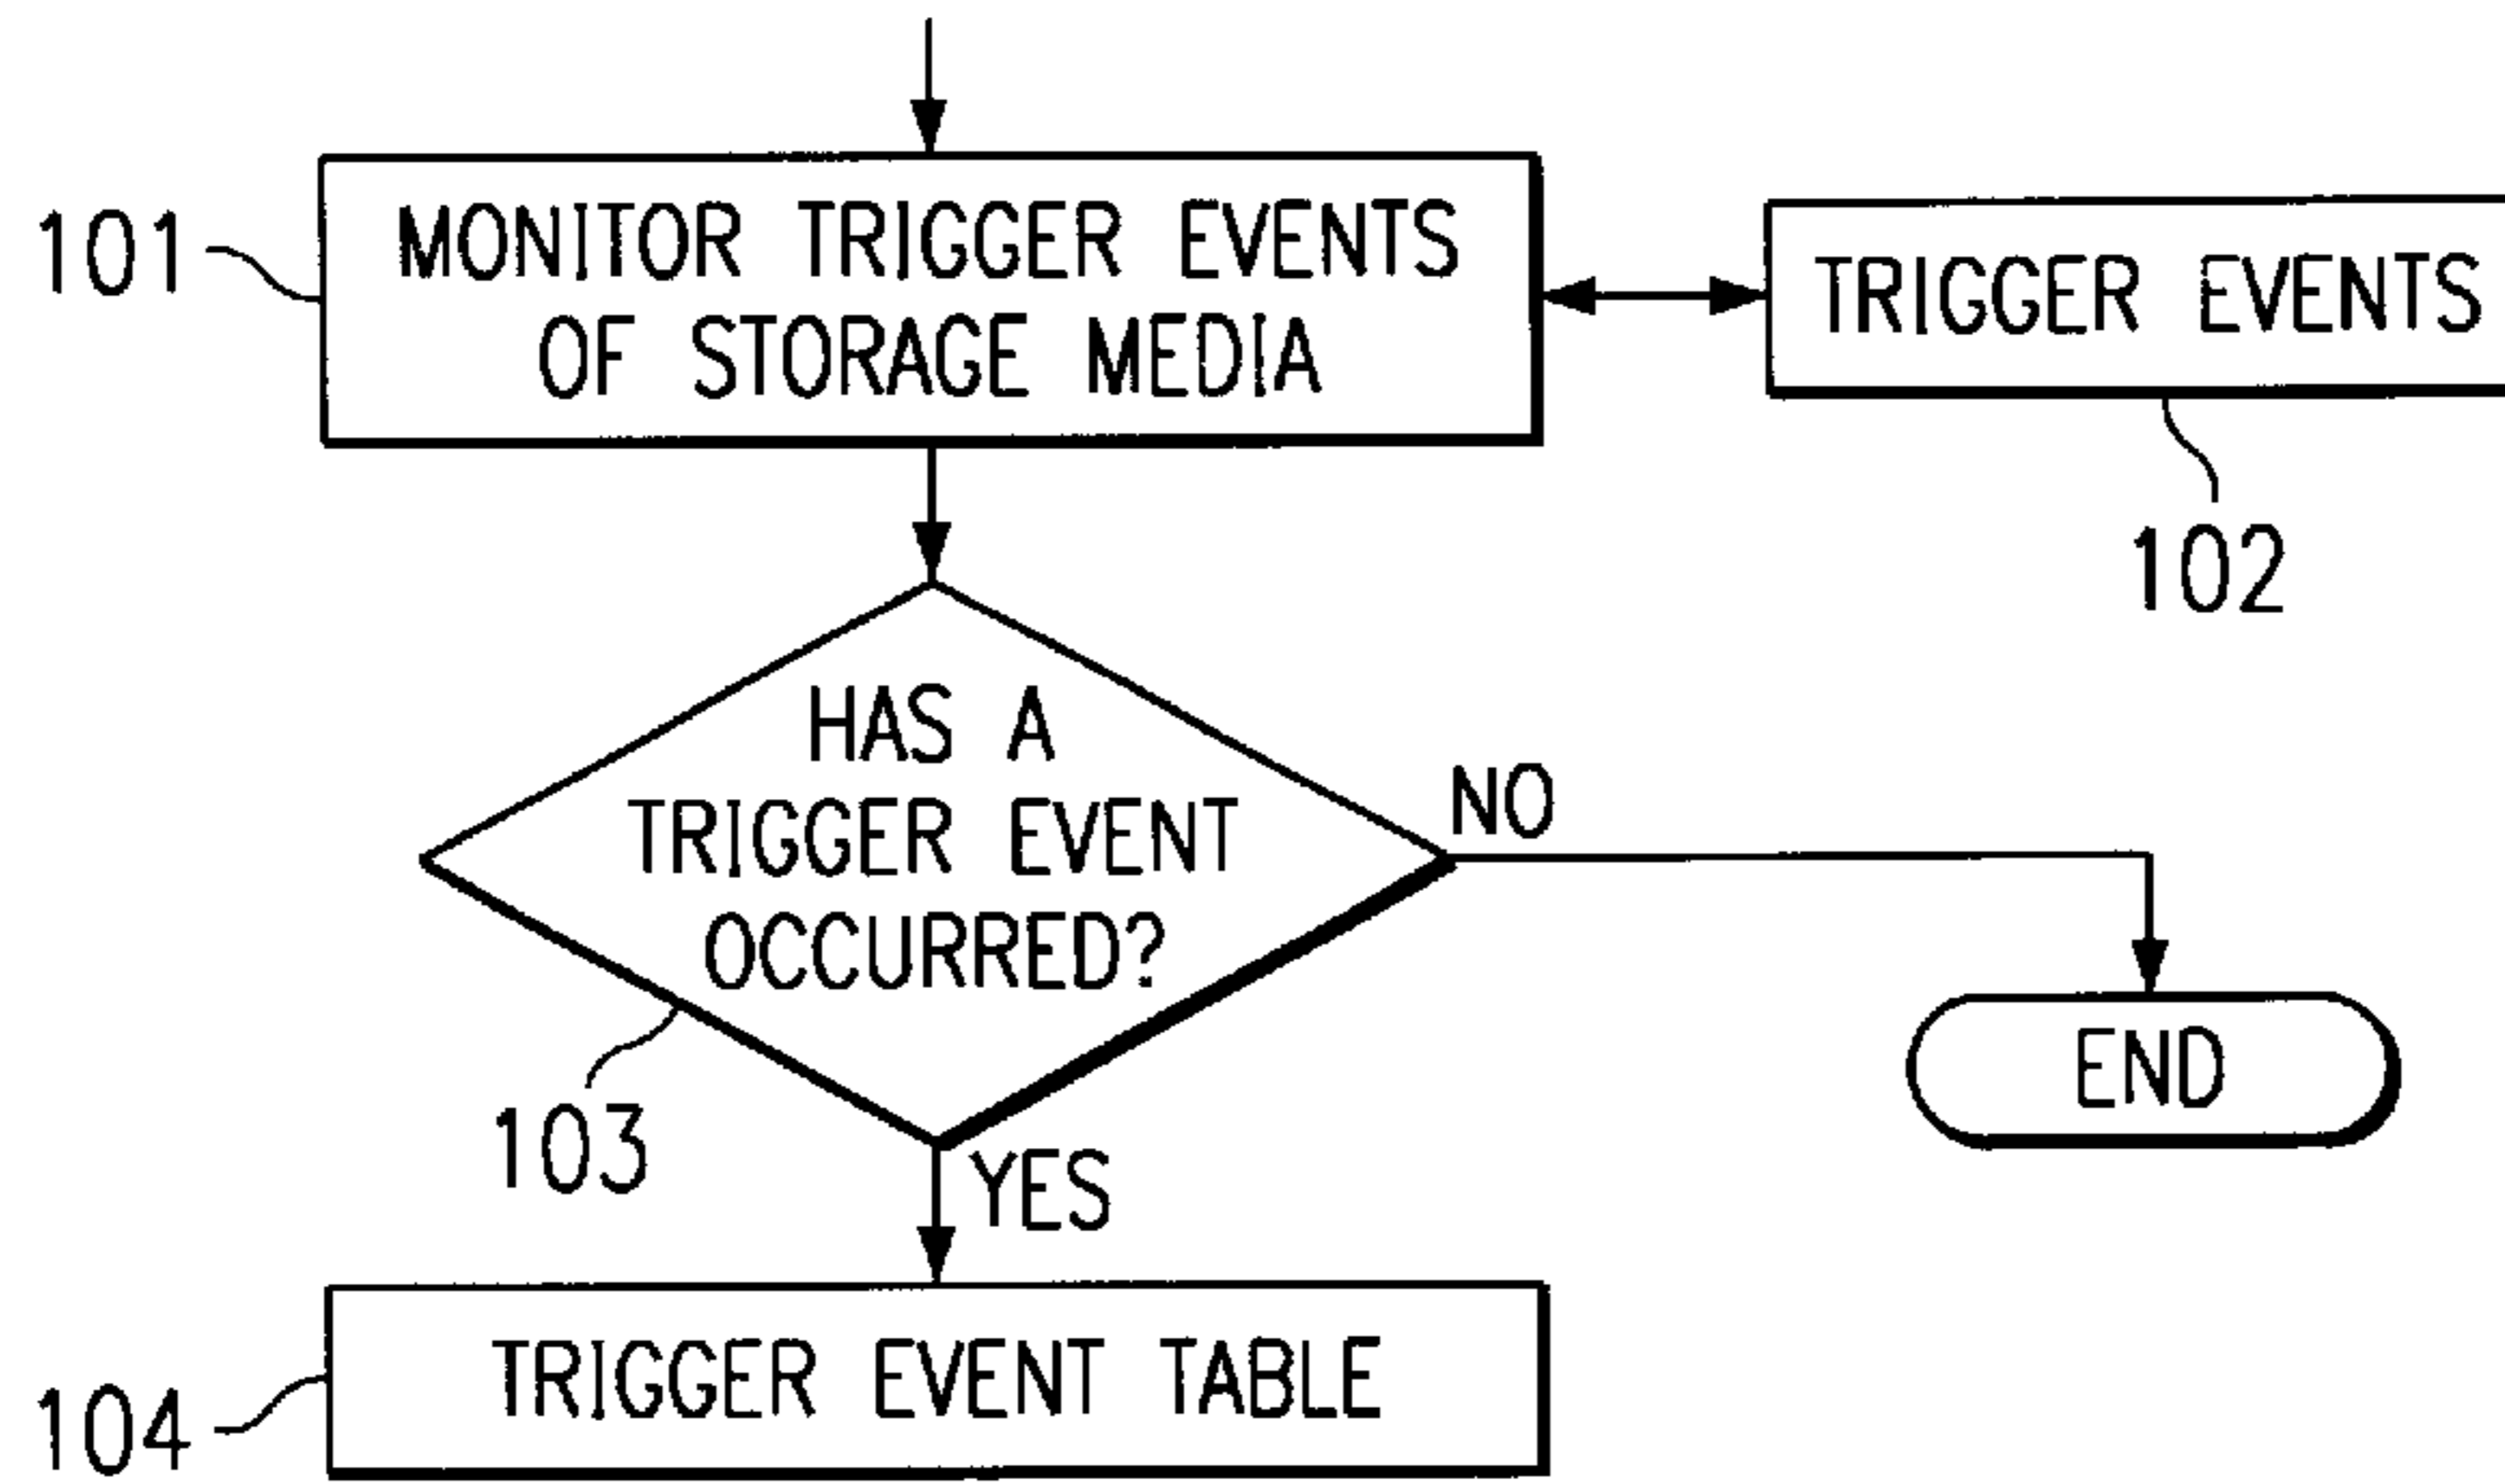 101
MONITOR TRIGGER EVENTS
OF STORAGE MEDIA
TRIGGER EVENTS
102
HAS A
TRIGGER EVENT
OCCURRED?
NO
END
103
YES
TRIGGER EVENT TABLE
104